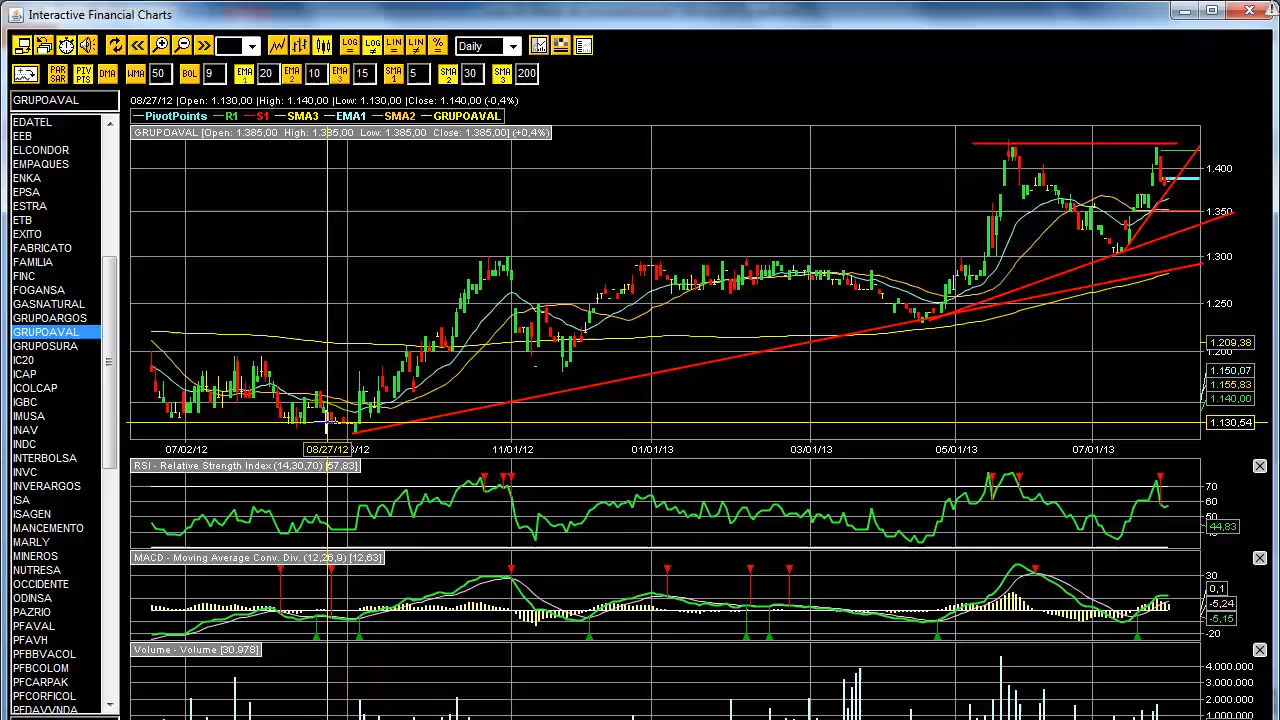 Interactive Financial Charts
LOG LOG LIN LIN % Daily
PAR SAR PIV PTS DMA WMA 50 BOL 9 EMA 1 20 EMA 2 10 EMA 3 15 SMA 1 5 SMA 2 30 SMA 3 200
GRUPOAVAL
08/27/12 |Open: 1.130,00 |High: 1.140,00 |Low: 1.130,00 |Close: 1.140,00 (-0,4%)
PivotPoints R1 S1 SMA3 EMA1 SMA2 GRUPOAVAL
GRUPOAVAL [Open: 1.385,00 High: 1.385,00 Low: 1.385,00 Close: 1.385,00] (+0,4%)
EDATEL
EEB
ELCONDOR
EMPAQUES
ENKA
EPSA
ESTRA
ETB
EXITO
FABRICATO
FAMILIA
FINC
FOGANSA
GASNATURAL
GRUPOARGOS
GRUPOAVAL
GRUPOSURA
IC20
ICAP
ICOLCAP
IGBC
IMUSA
INAV
INDC
INTERBOLSA
INVC
INVERARGOS
ISA
ISAGEN
MANCEMENTO
MARLY
MINEROS
NUTRESA
OCCIDENTE
ODINSA
PAZRIO
PFAVAL
PFAVH
PFBBVACOL
PFBCOLOM
PFCARPAK
PFCORFICOL
PFDAVVNDA
1.400
1.350
1.300
1.250
1.209,38
1.200
1.150,07
1.155,83
1.140,00
1.130,54
07/02/12 08/27/12 3/12 11/01/12 01/01/13 03/01/13 05/01/13 07/01/13
RSI - Relative Strength Index (14,30,70) [57,83]
70
60
44,83
MACD - Moving Average Conv. Div. (12,26,9) [12,63]
30
0,1
-5,24
-5,15
-20
Volume - Volume [30.978]
4.000.000
3.000.000
2.000.000
1.000.000